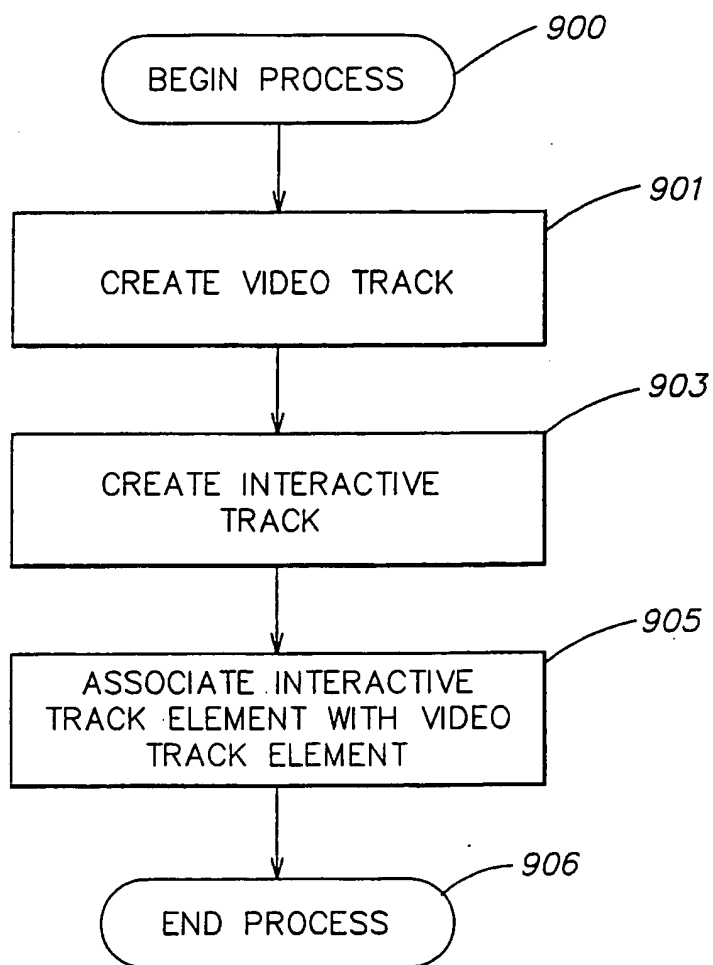 900
BEGIN PROCESS
901
CREATE VIDEO TRACK
903
CREATE INTERACTIVE
TRACK
905
ASSOCIATE INTERACTIVE
TRACK ELEMENT WITH VIDEO
TRACK ELEMENT
906
END PROCESS